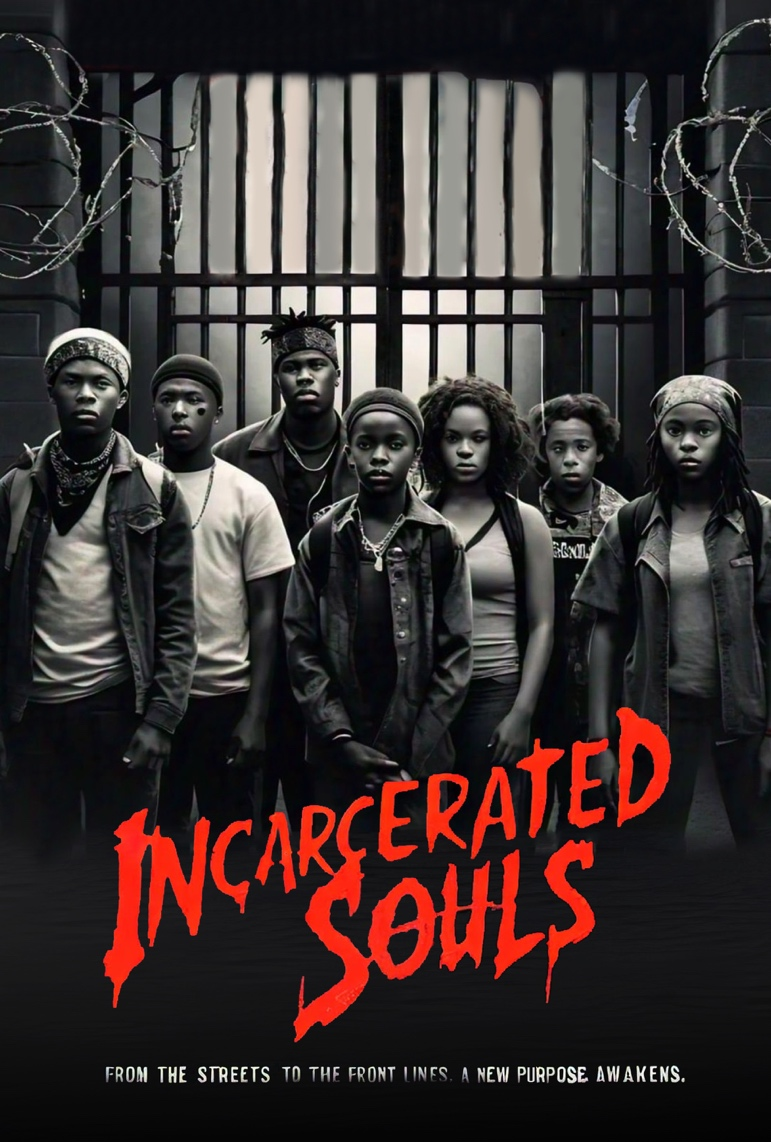 INCARCERATED
SOULS
FROM THE STREETS TO THE FRONT LINES. A NEW PURPOSE AWAKENS.